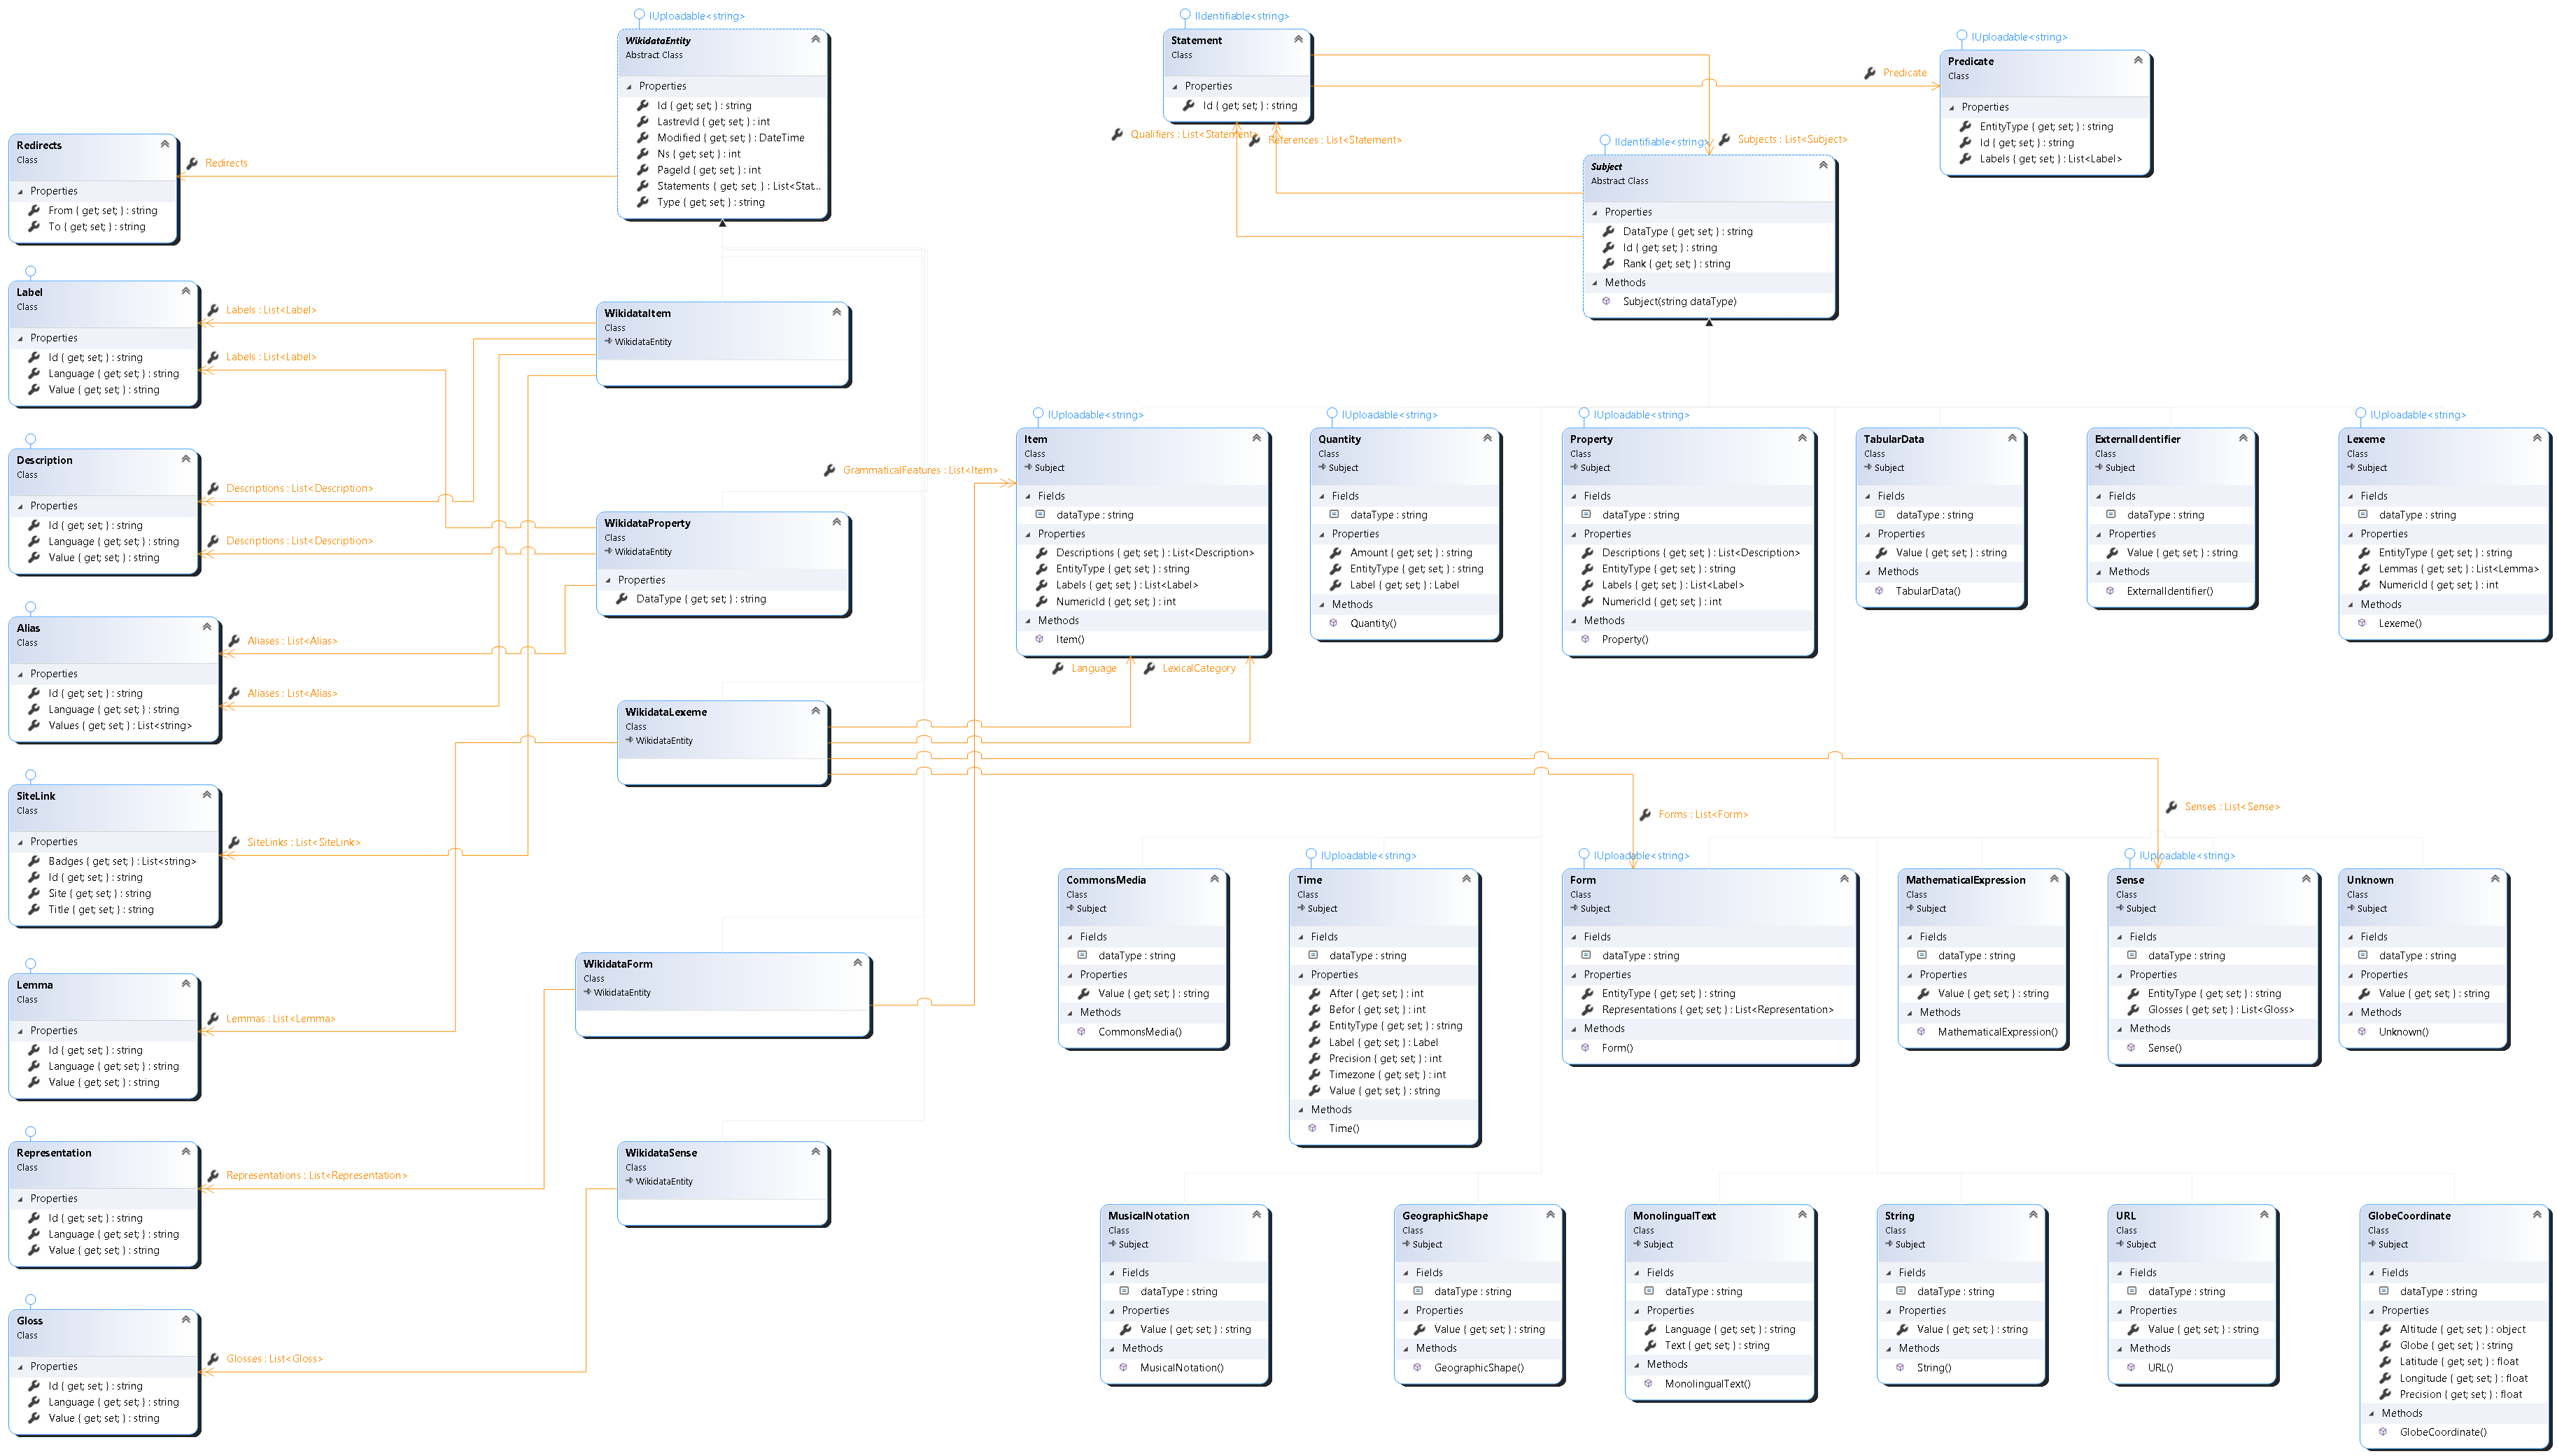 IUploadable<string>
WikidataEntity
Abstract Class
Properties
Id { get; set; } : string
LastrevId { get; set; } : int
Modified { get; set; } : DateTime
Ns { get; set; } : int
PageId { get; set; } : int
Statements { get; set; } : List<Stat...
Type { get; set; } : string
Redirects
Redirects
Class
Properties
From { get; set; } : string
To { get; set; } : string
Label
Class
Properties
Id { get; set; } : string
Language { get; set; } : string
Value { get; set; } : string
Labels : List<Label>
Labels : List<Label>
Description
Class
Properties
Id { get; set; } : string
Language { get; set; } : string
Value { get; set; } : string
Descriptions : List<Description>
Descriptions : List<Description>
Alias
Class
Properties
Id { get; set; } : string
Language { get; set; } : string
Values { get; set; } : List<string>
Aliases : List<Alias>
Aliases : List<Alias>
SiteLink
Class
Properties
Badges { get; set; } : List<string>
Id { get; set; } : string
Site { get; set; } : string
Title { get; set; } : string
SiteLinks : List<SiteLink>
Lemma
Class
Properties
Id { get; set; } : string
Language { get; set; } : string
Value { get; set; } : string
Lemmas : List<Lemma>
Representation
Class
Properties
Id { get; set; } : string
Language { get; set; } : string
Value { get; set; } : string
Representations : List<Representation>
Gloss
Class
Properties
Id { get; set; } : string
Language { get; set; } : string
Value { get; set; } : string
Glosses : List<Gloss>
WikidataItem
Class
WikidataEntity
WikidataProperty
Class
WikidataEntity
Properties
DataType { get; set; } : string
WikidataLexeme
Class
WikidataEntity
WikidataForm
Class
WikidataEntity
WikidataSense
Class
WikidataEntity
IIdentifiable<string>
Statement
Class
Properties
Id { get; set; } : string
Qualifiers : List<Statement>
References : List<Statement>
Predicate
IUploadable<string>
Predicate
Class
Properties
EntityType { get; set; } : string
Id { get; set; } : string
Labels { get; set; } : List<Label>
IIdentifiable<string>
Subjects : List<Subject>
Subject
Abstract Class
Properties
DataType { get; set; } : string
Id { get; set; } : string
Rank { get; set; } : string
Methods
Subject(string dataType)
GrammaticalFeatures : List<Item>
IUploadable<string>
Item
Class
Subject
Fields
dataType : string
Properties
Descriptions { get; set; } : List<Description>
EntityType { get; set; } : string
Labels { get; set; } : List<Label>
NumericId { get; set; } : int
Methods
Item()
Language
LexicalCategory
IUploadable<string>
Quantity
Class
Subject
Fields
dataType : string
Properties
Amount { get; set; } : string
EntityType { get; set; } : string
Label { get; set; } : Label
Methods
Quantity()
IUploadable<string>
Property
Class
Subject
Fields
dataType : string
Properties
Descriptions { get; set; } : List<Description>
EntityType { get; set; } : string
Labels { get; set; } : List<Label>
NumericId { get; set; } : int
Methods
Property()
TabularData
Class
Subject
Fields
dataType : string
Properties
Value { get; set; } : string
Methods
TabularData()
ExternalIdentifier
Class
Subject
Fields
dataType : string
Properties
Value { get; set; } : string
Methods
ExternalIdentifier()
IUploadable<string>
Lexeme
Class
Subject
Fields
dataType : string
Properties
EntityType { get; set; } : string
Lemmas { get; set; } : List<Lemma>
NumericId { get; set; } : int
Methods
Lexeme()
Forms : List<Form>
Senses : List<Sense>
CommonsMedia
Class
Subject
Fields
dataType : string
Properties
Value { get; set; } : string
Methods
CommonsMedia()
IUploadable<string>
Time
Class
Subject
Fields
dataType : string
Properties
After { get; set; } : int
Befor { get; set; } : int
EntityType { get; set; } : string
Label { get; set; } : Label
Precision { get; set; } : int
Timezone { get; set; } : int
Value { get; set; } : string
Methods
Time()
IUploadable<string>
Form
Class
Subject
Fields
dataType : string
Properties
EntityType { get; set; } : string
Representations { get; set; } : List<Representation>
Methods
Form()
MathematicalExpression
Class
Subject
Fields
dataType : string
Properties
Value { get; set; } : string
Methods
MathematicalExpression()
IUploadable<string>
Sense
Class
Subject
Fields
dataType : string
Properties
EntityType { get; set; } : string
Glosses { get; set; } : List<Gloss>
Methods
Sense()
Unknown
Class
Subject
Fields
dataType : string
Properties
Value { get; set; } : string
Methods
Unknown()
MusicalNotation
Class
Subject
Fields
dataType : string
Properties
Value { get; set; } : string
Methods
MusicalNotation()
GeographicShape
Class
Subject
Fields
dataType : string
Properties
Value { get; set; } : string
Methods
GeographicShape()
MonolingualText
Class
Subject
Fields
dataType : string
Properties
Language { get; set; } : string
Text { get; set; } : string
Methods
MonolingualText()
String
Class
Subject
Fields
dataType : string
Properties
Value { get; set; } : string
Methods
String()
URL
Class
Subject
Fields
dataType : string
Properties
Value { get; set; } : string
Methods
URL()
GlobeCoordinate
Class
Subject
Fields
dataType : string
Properties
Altitude { get; set; } : object
Globe { get; set; } : string
Latitude { get; set; } : float
Longitude { get; set; } : float
Precision { get; set; } : float
Methods
GlobeCoordinate()